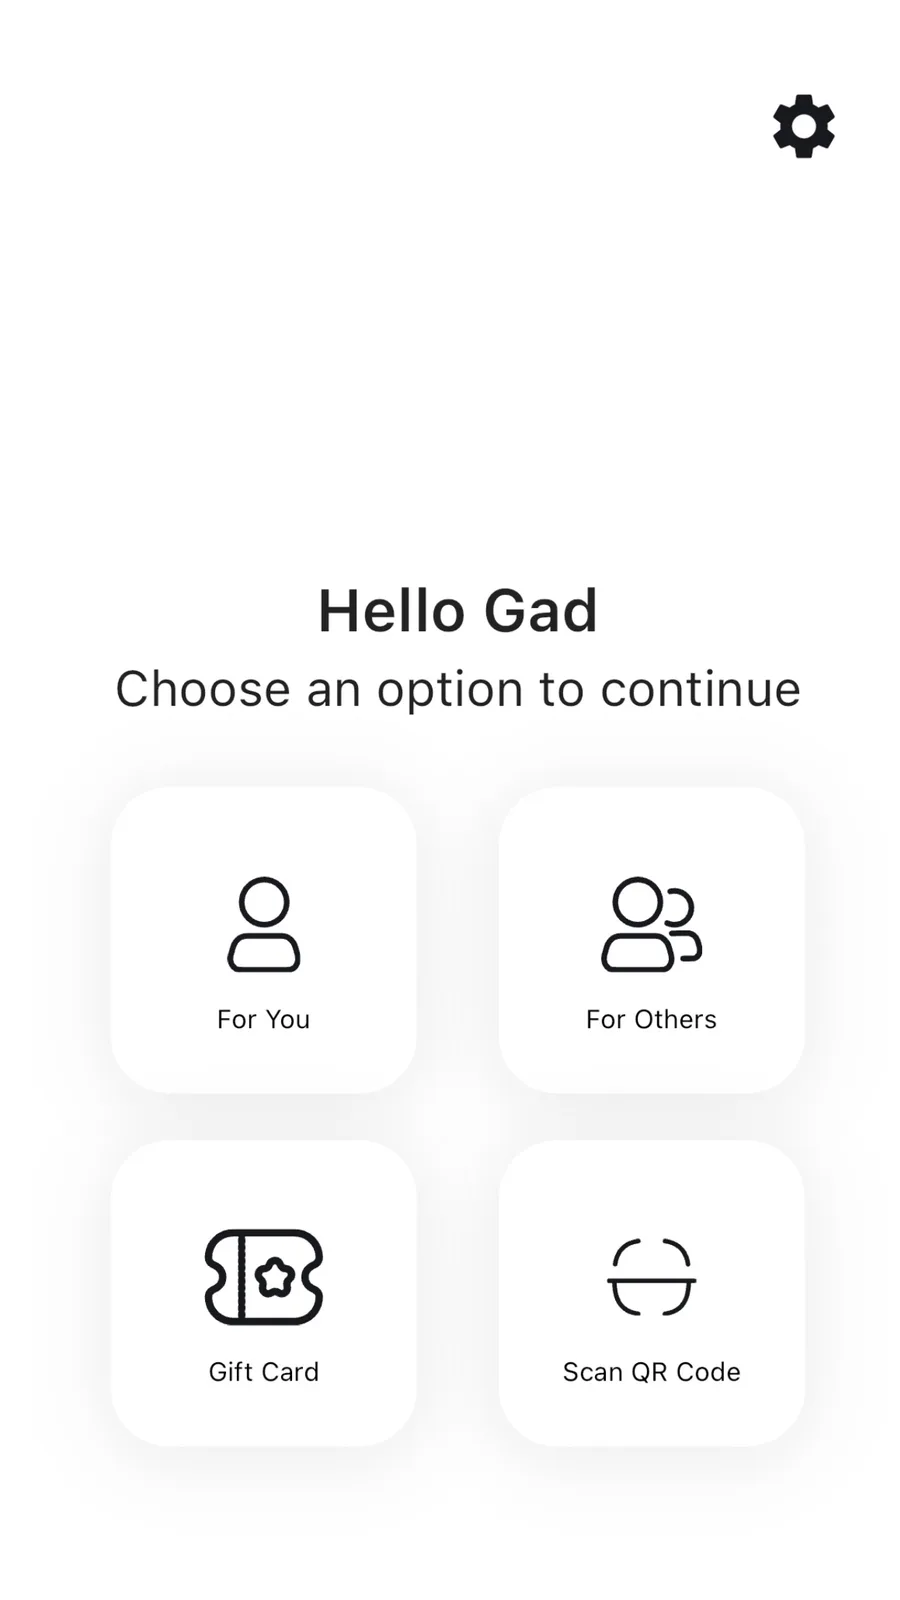 Hello Gad
Choose an option to continue
For You
For Others
Gift Card
Scan QR Code